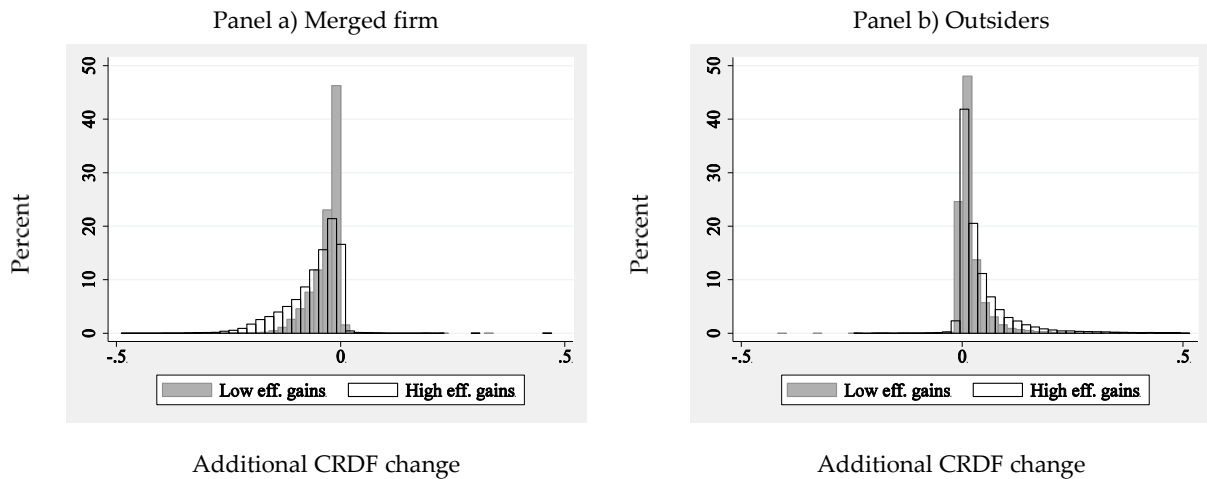 Panel a) Merged firm
Panel b) Outsiders
Percent
50
40
30
20
10
0
-.5
0
.5
Low eff. gains
High eff. gains
Additional CRDF change
Percent
50
40
30
20
10
0
-.5
0
.5
Low eff. gains
High eff. gains
Additional CRDF change